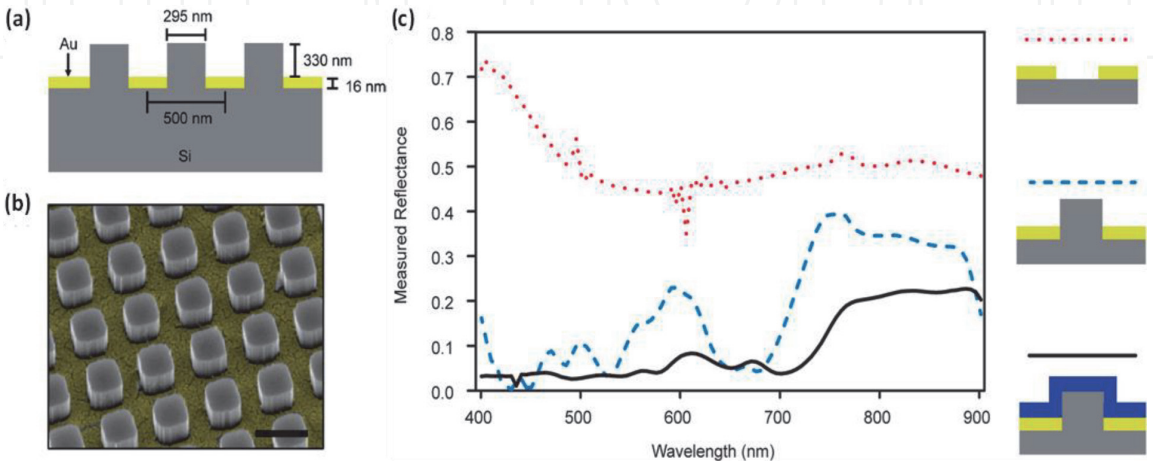 (a)
295 nm
Au
330 nm
16 nm
500 nm
Si
(b)
(c)
0.8
0.7
0.6
0.5
0.4
0.3
0.2
0.1
0.0
Measured Reflectance
400 500 600 700 800 900
Wavelength (nm)